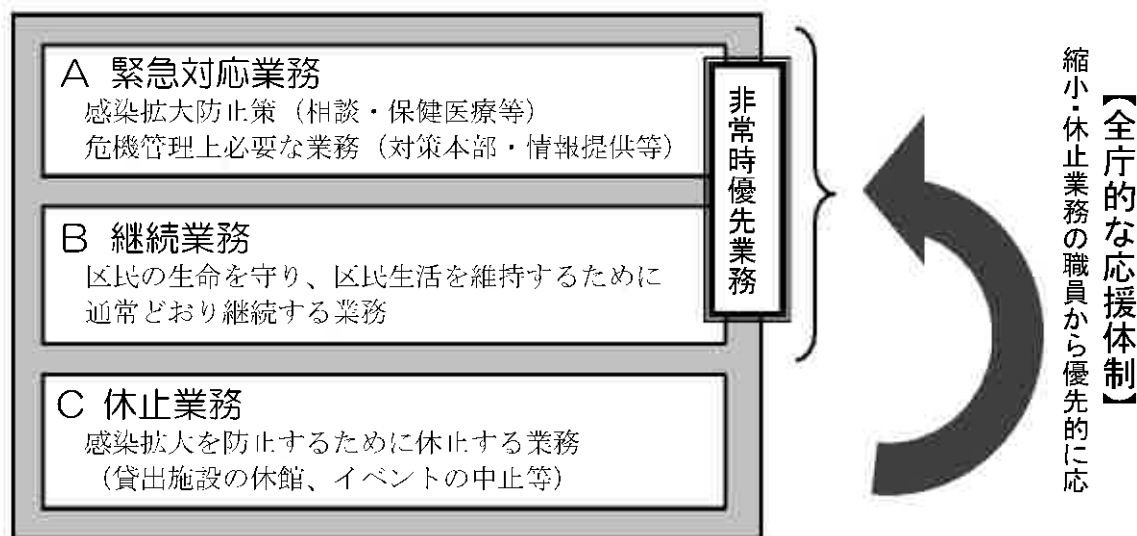 A 緊急対応業務
感染拡大防止策(相談・保健医療等)
危機管理上必要な業務(対策本部・情報提供等)
B 継続業務
区民の生命を守り、区民生活を維持するために
通常どおり継続する業務
C 休止業務
感染拡大を防止するために休止する業務
(貸出施設の休館、イベントの中止等)
非常時優先業務
【全庁的な応援体制】
縮小・休止業務の職員から優先的に応